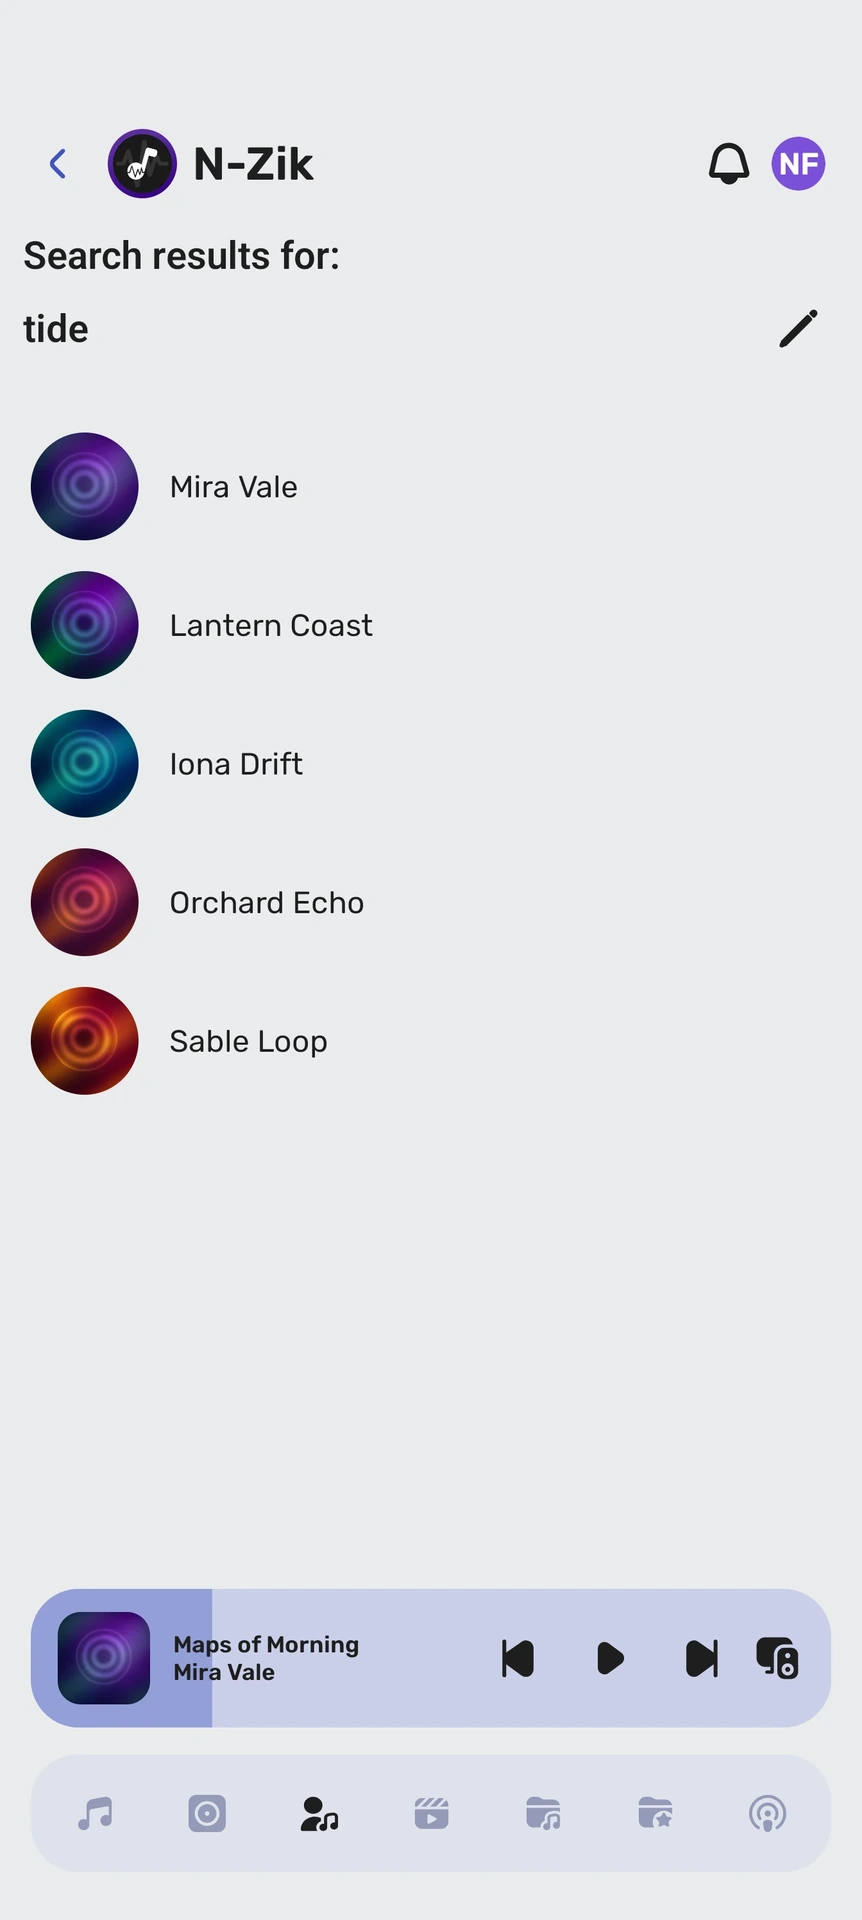 N-Zik
NF
Search results for:
tide
Mira Vale
Lantern Coast
Iona Drift
Orchard Echo
Sable Loop
Maps of Morning
Mira Vale